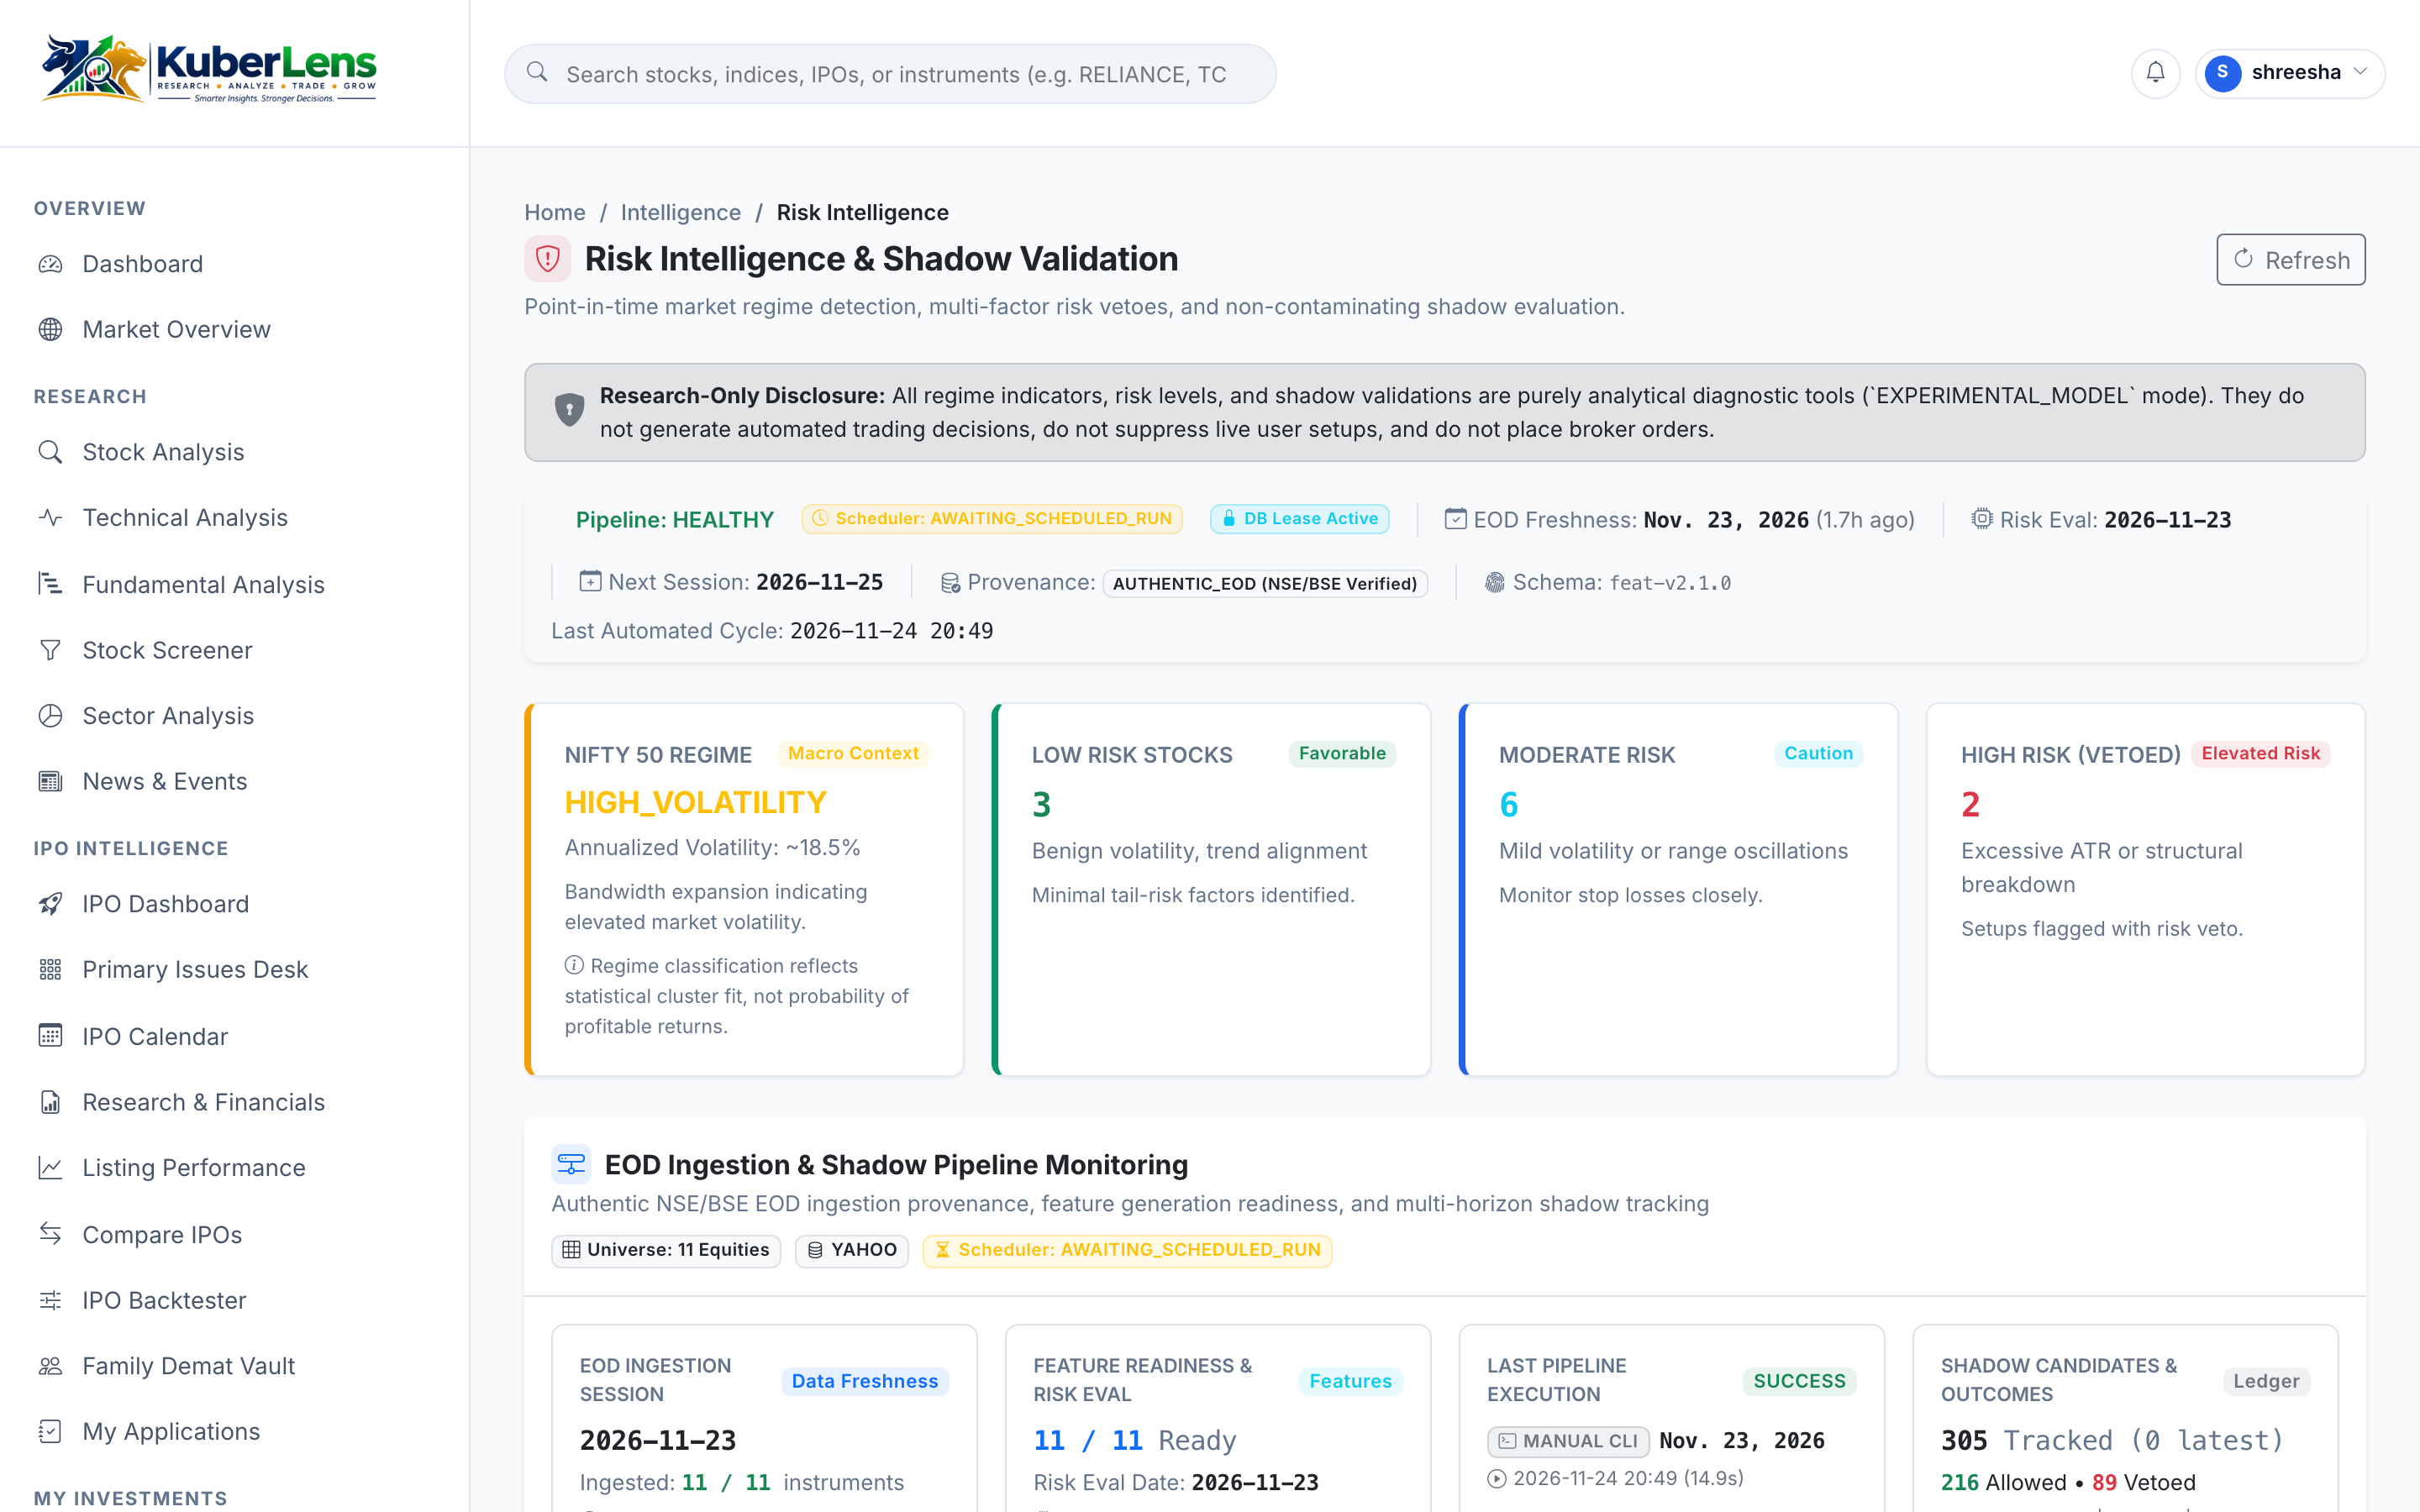 KuberLens
RESEARCH • ANALYZE • TRADE • GROW
Smarter Insights. Stronger Decisions.
Search stocks, indices, IPOs, or instruments (e.g. RELIANCE, TC
S
shreesha
OVERVIEW
Dashboard
Market Overview
RESEARCH
Stock Analysis
Technical Analysis
Fundamental Analysis
Stock Screener
Sector Analysis
News & Events
IPO INTELLIGENCE
IPO Dashboard
Primary Issues Desk
IPO Calendar
Research & Financials
Listing Performance
Compare IPOs
IPO Backtester
Family Demat Vault
My Applications
MY INVESTMENTS
Home / Intelligence / Risk Intelligence
Risk Intelligence & Shadow Validation
Refresh
Point-in-time market regime detection, multi-factor risk vetoes, and non-contaminating shadow evaluation.
Research-Only Disclosure: All regime indicators, risk levels, and shadow validations are purely analytical diagnostic tools (`EXPERIMENTAL_MODEL` mode). They do
not generate automated trading decisions, do not suppress live user setups, and do not place broker orders.
Pipeline: HEALTHY Scheduler: AWAITING_SCHEDULED_RUN DB Lease Active EOD Freshness: Nov. 23, 2026 (1.7h ago) Risk Eval: 2026-11-23
Next Session: 2026-11-25 Provenance: AUTHENTIC_EOD (NSE/BSE Verified) Schema: feat-v2.1.0
Last Automated Cycle: 2026-11-24 20:49
NIFTY 50 REGIME Macro Context
HIGH_VOLATILITY
Annualized Volatility: ~18.5%
Bandwidth expansion indicating
elevated market volatility.
Regime classification reflects
statistical cluster fit, not probability of
profitable returns.
LOW RISK STOCKS Favorable
3
Benign volatility, trend alignment
Minimal tail-risk factors identified.
MODERATE RISK Caution
6
Mild volatility or range oscillations
Monitor stop losses closely.
HIGH RISK (VETOED) Elevated Risk
2
Excessive ATR or structural
breakdown
Setups flagged with risk veto.
EOD Ingestion & Shadow Pipeline Monitoring
Authentic NSE/BSE EOD ingestion provenance, feature generation readiness, and multi-horizon shadow tracking
Universe: 11 Equities YAHOO Scheduler: AWAITING_SCHEDULED_RUN
EOD INGESTION
SESSION
Data Freshness
2026-11-23
Ingested: 11 / 11 instruments
FEATURE READINESS &
RISK EVAL
Features
11 / 11 Ready
Risk Eval Date: 2026-11-23
LAST PIPELINE
EXECUTION
SUCCESS
MANUAL CLI Nov. 23, 2026
2026-11-24 20:49 (14.9s)
SHADOW CANDIDATES &
OUTCOMES
Ledger
305 Tracked (0 latest)
216 Allowed • 89 Vetoed